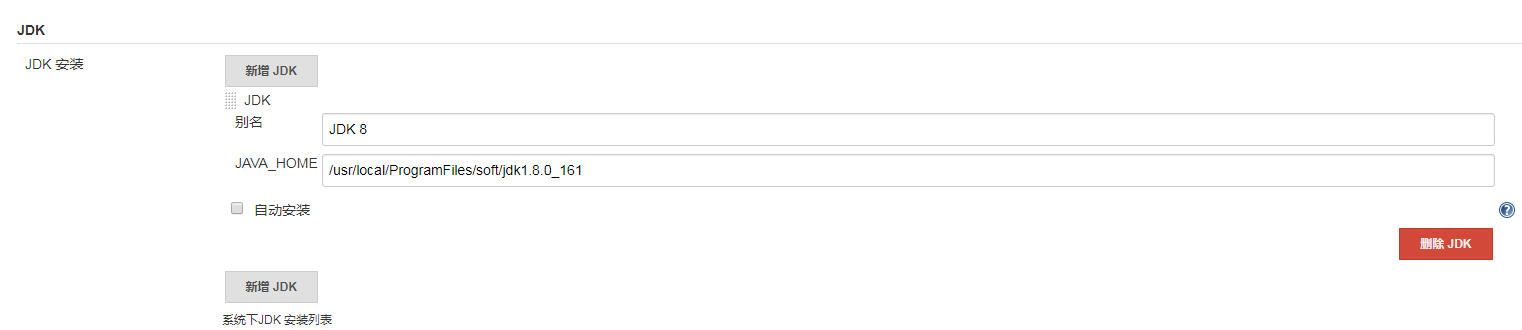 JDK
JDK 安装
新增 JDK
JDK
别名
JDK 8
JAVA_HOME
/usr/local/ProgramFiles/soft/jdk1.8.0_161
自动安装
?
删除 JDK
新增 JDK
系统下JDK 安装列表